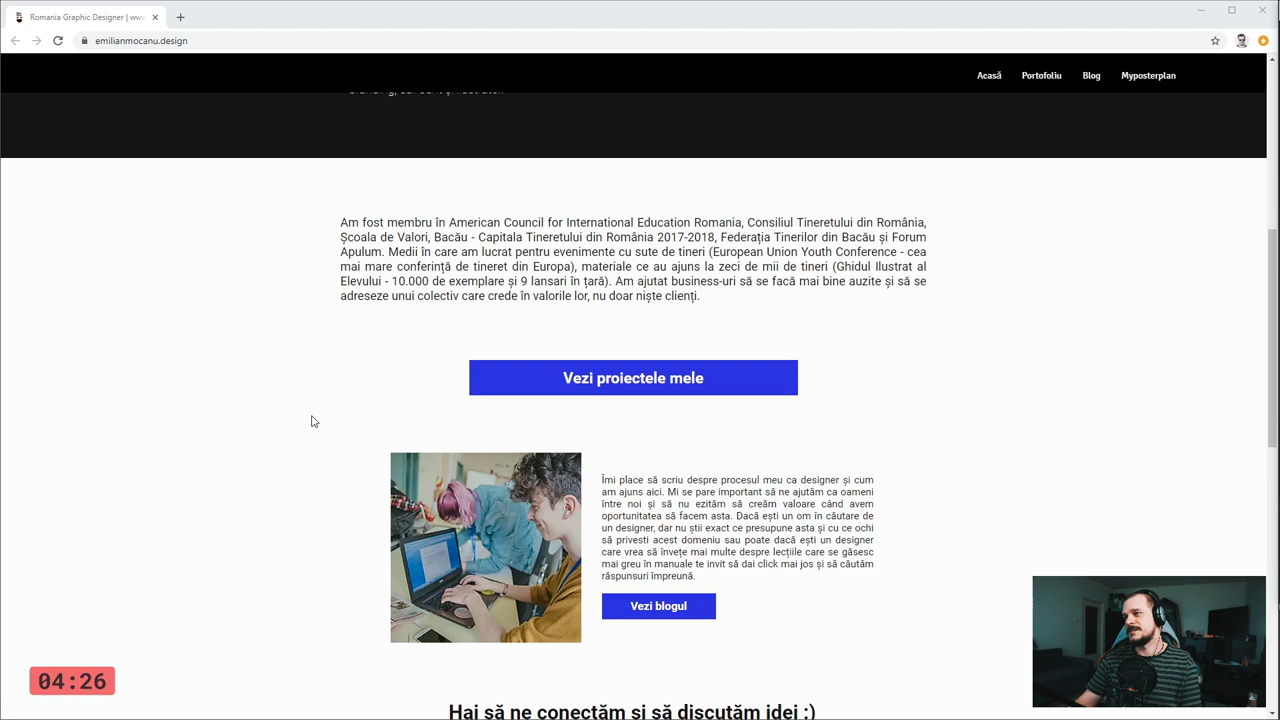 Romania Graphic Designer | www
emilianmocanu.design
Acasă Portofoliu Blog Myposterplan
Am fost membru în American Council for International Education Romania, Consiliul Tineretului din România,
Școala de Valori, Bacău - Capitala Tineretului din România 2017-2018, Federația Tinerilor din Bacău și Forum
Apulum. Medii în care am lucrat pentru evenimente cu sute de tineri (European Union Youth Conference - cea
mai mare conferință de tineret din Europa), materiale ce au ajuns la zeci de mii de tineri (Ghidul Ilustrat al
Elevului - 10.000 de exemplare și 9 lansari în țară). Am ajutat business-uri să se facă mai bine auzite și să se
adreseze unui colectiv care crede în valorile lor, nu doar niște clienți.
Vezi proiectele mele
Îmi place să scriu despre procesul meu ca designer și cum
am ajuns aici. Mi se pare important să ne ajutăm ca oameni
între noi și să nu ezităm să creăm valoare când avem
oportunitatea să facem asta. Dacă ești un om în căutare de
un designer, dar nu știi exact ce presupune asta și cu ce ochi
să privesti acest domeniu sau poate dacă ești un designer
care vrea să învețe mai multe despre lecțiile care se găsesc
mai greu în manuale te invit să dai click mai jos și să căutăm
răspunsuri împreună.
Vezi blogul
04:26
Hai să ne conectăm și să discutăm idei :)